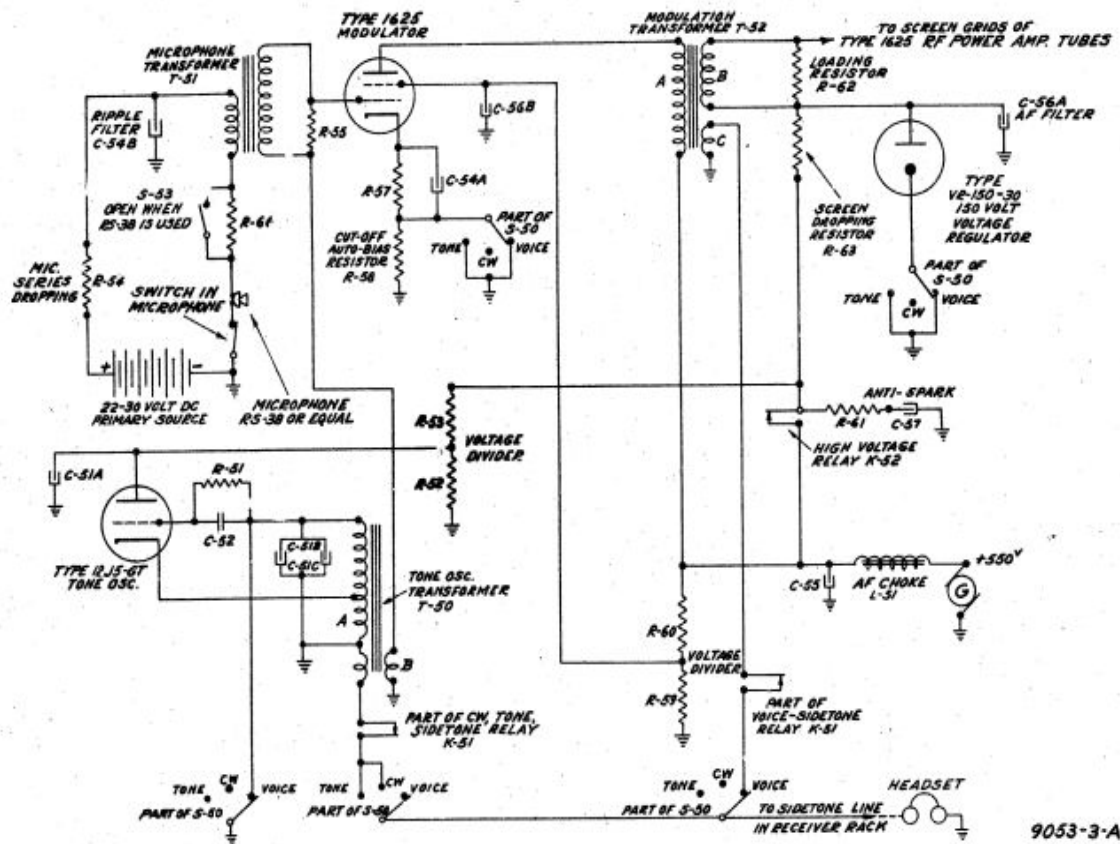 TYPE 1625
MODULATOR
MODULATION
TRANSFORMER T-52
TO SCREEN GRIDS OF
TYPE 1625 RF POWER AMP. TUBES
MICROPHONE
TRANSFORMER
T-51
LOADING
RESISTOR
R-62
A
B
C
RIPPLE
FILTER
C-54B
R-55
C-56B
C-56A
AF FILTER
S-53
OPEN WHEN
RS-38 IS USED
R-64
R-57
C-54A
CUT-OFF
AUTO-BIAS
RESISTOR
R-58
PART OF
S-50
TONE
CW
VOICE
SCREEN
DROPPING
RESISTOR
R-63
TYPE
VR-150-30
150 VOLT
VOLTAGE
REGULATOR
PART OF
S-50
TONE
CW
VOICE
MIC.
SERIES
DROPPING
R-54
SWITCH IN
MICROPHONE
+
-
22-30 VOLT DC
PRIMARY SOURCE
MICROPHONE
RS-38 OR EQUAL
ANTI-SPARK
R-61
C-57
HIGH VOLTAGE
RELAY K-52
R-53
VOLTAGE
DIVIDER
R-52
C-51A
R-51
C-52
C-51B
C-51C
TYPE 12J5-GT
TONE OSC.
TONE OSC.
TRANSFORMER
T-50
A
B
C-55
AF CHOKE
L-51
+550V
G
R-60
VOLTAGE
DIVIDER
R-59
PART OF CW, TONE,
SIDETONE RELAY
K-51
PART OF
VOICE-SIDETONE
RELAY K-51
TONE
CW
VOICE
PART OF S-50
TONE
CW
VOICE
PART OF S-50
TONE
CW
VOICE
PART OF S-50
TO SIDETONE LINE
IN RECEIVER RACK
HEADSET
9053-3-A